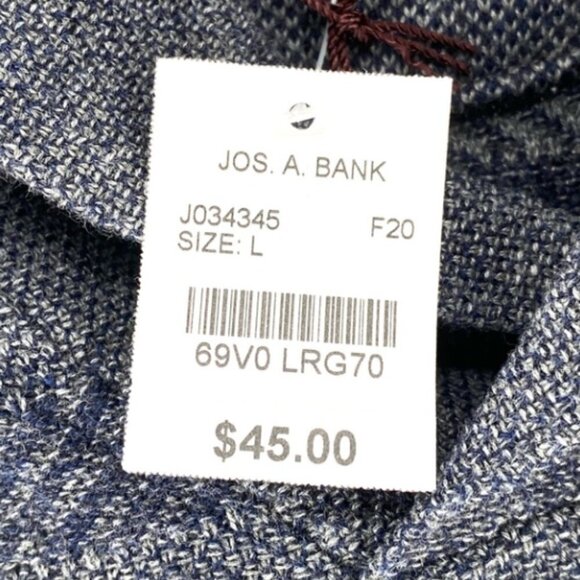 JOS. A. BANK
J034345 F20
SIZE: L
69V0 LRG70
$45.00